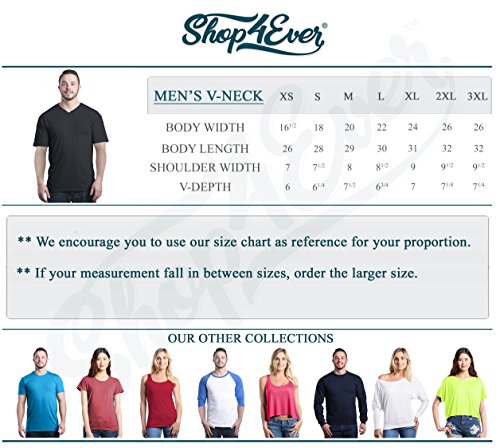 Shop4Ever®
MEN'S V-NECK XS S M L XL 2XL 3XL
BODY WIDTH 16 1/2 18 20 22 24 26 26
BODY LENGTH 26 28 29 30 31 32 32
SHOULDER WIDTH 7 7 1/2 8 8 1/2 9 9 1/2 9 1/2
V-DEPTH 6 6 1/4 7 1/2 6 3/4 7 7 1/4 7 1/4
** We encourage you to use our size chart as reference for your proportion.
** If your measurement fall in between sizes, order the larger size.
OUR OTHER COLLECTIONS
Shop4Ever™